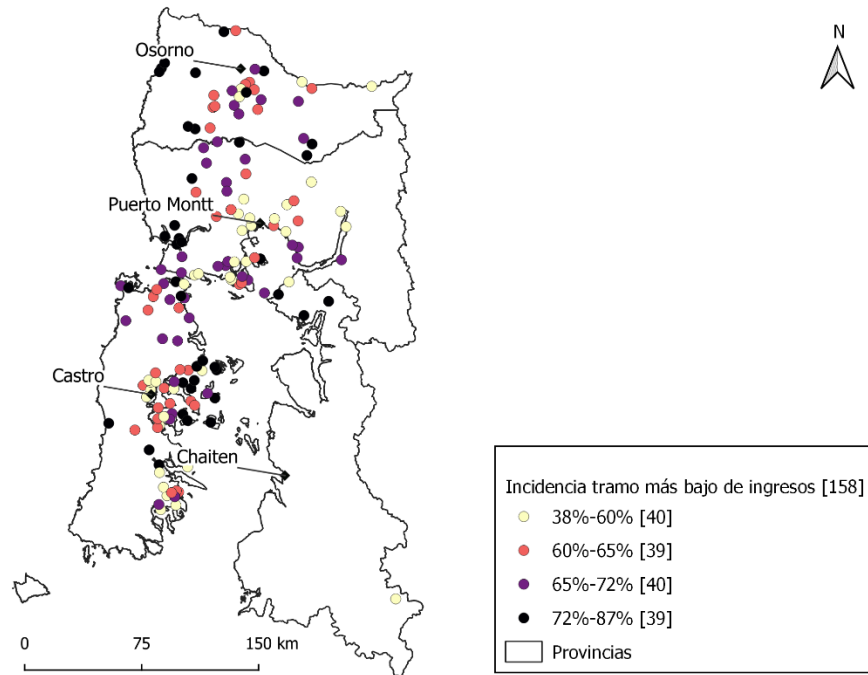 N
Osorno
Puerto Montt
Castro
Chaiten
0 75 150 km
Incidencia tramo más bajo de ingresos [158]
38%-60% [40]
60%-65% [39]
65%-72% [40]
72%-87% [39]
Provincias